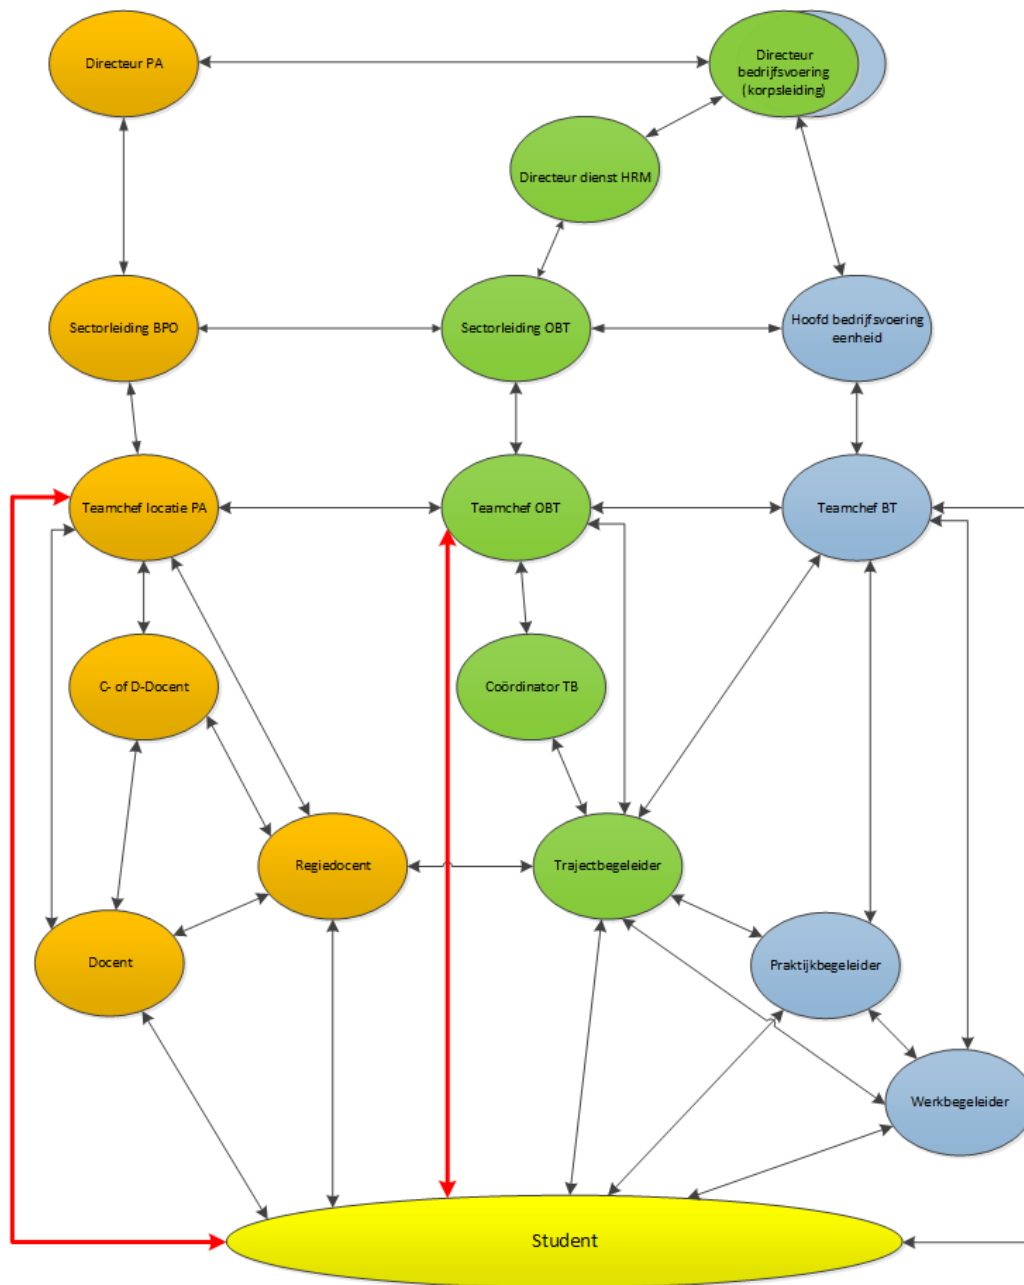 Directeur PA
Directeur
bedrijfsvoering
(korpsleiding)
Directeur dienst HRM
Sectorleiding BPO
Sectorleiding OBT
Hoofd bedrijfsvoering
eenheid
Teamchef locatie PA
Teamchef OBT
Teamchef BT
C- of D-Docent
Coördinator TB
Regiedocent
Trajectbegeleider
Docent
Praktijkbegeleider
Werkbegeleider
Student